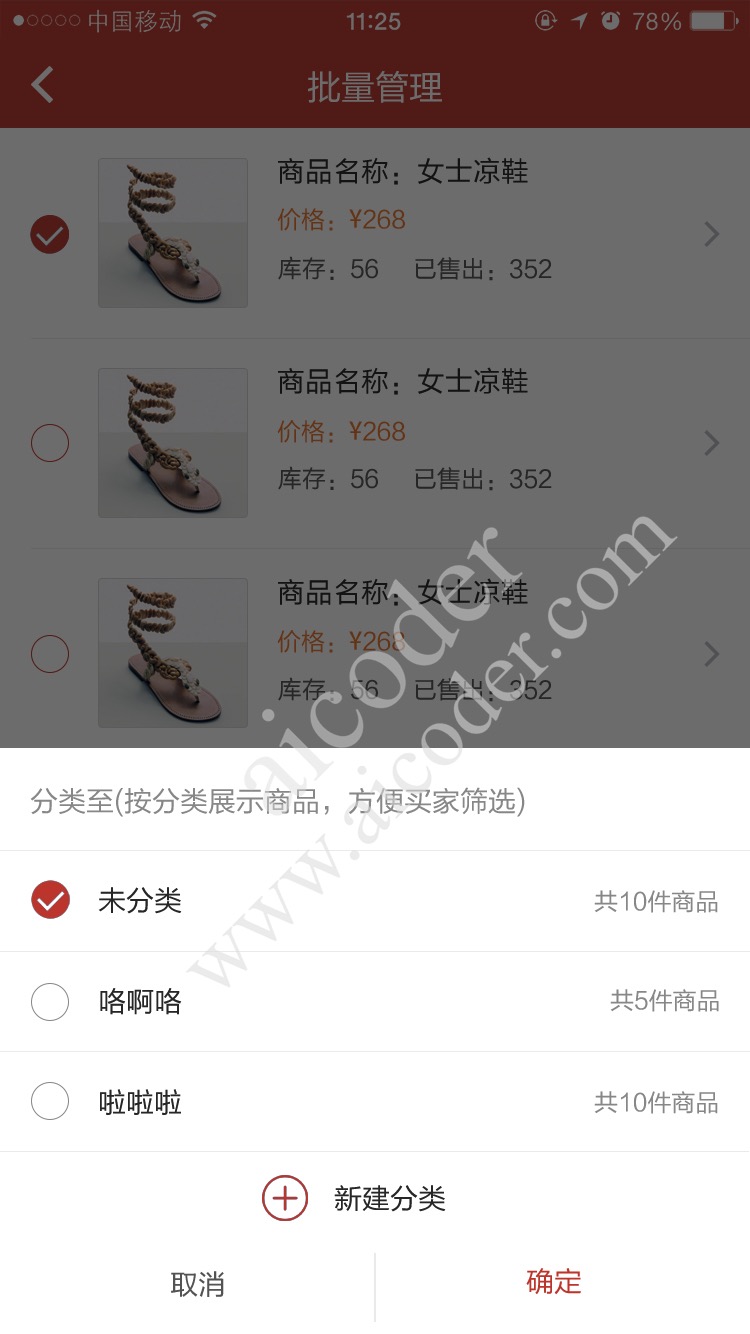 中国移动 11:25 78%
批量管理
商品名称：女士凉鞋
价格：¥268
库存：56 已售出：352
商品名称：女士凉鞋
价格：¥268
库存：56 已售出：352
商品名称：女士凉鞋
价格：¥268
库存：56 已售出：352
aicoder
www.aicoder.com
分类至(按分类展示商品，方便买家筛选)
未分类 共10件商品
咯啊咯 共5件商品
啦啦啦 共10件商品
新建分类
取消 确定